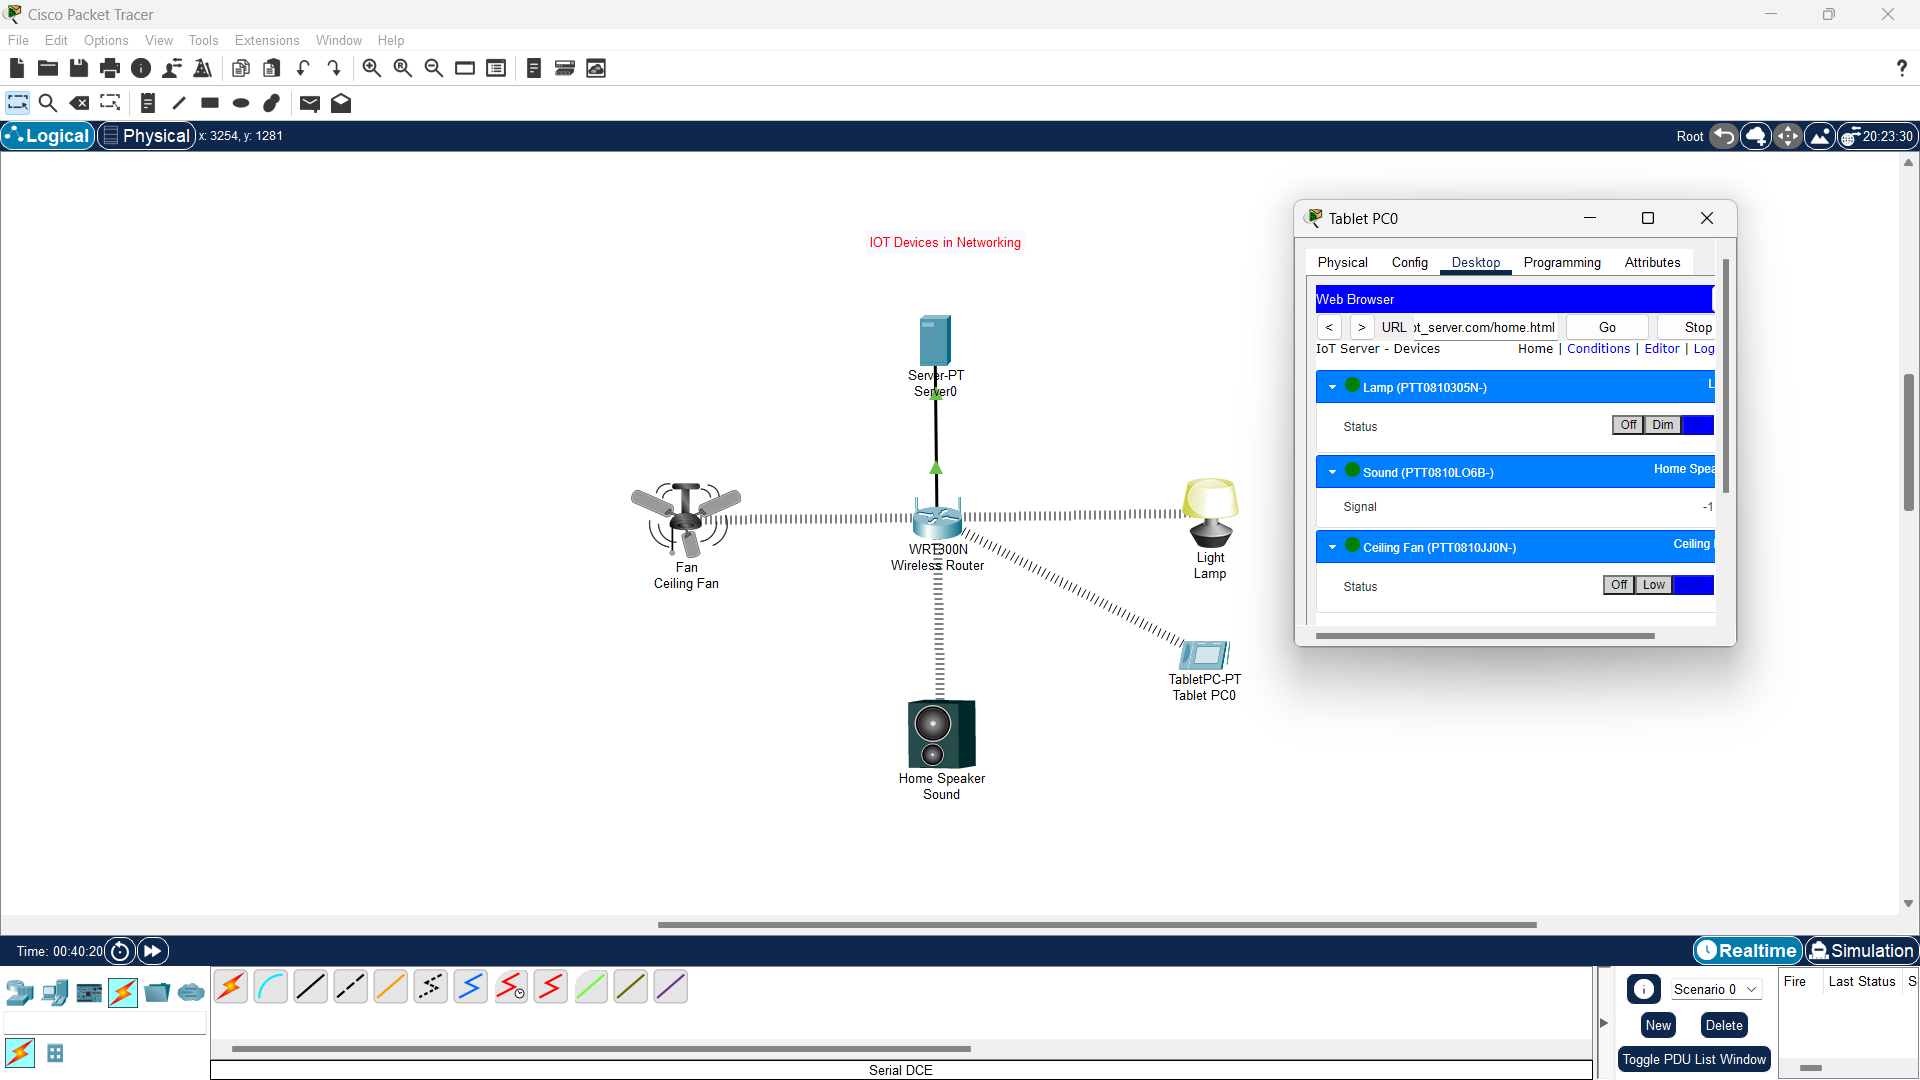 Cisco Packet Tracer
File Edit Options View Tools Extensions Window Help
?
Logical Physical x: 3254, y: 1281 Root 20:23:30
IOT Devices in Networking
Server-PT
Server0
Fan
Ceiling Fan
WRT300N
Wireless Router
Light
Lamp
TabletPC-PT
Tablet PC0
Home Speaker
Sound
Tablet PC0
Physical Config Desktop Programming Attributes
Web Browser
< > URL ot_server.com/home.html Go Stop
IoT Server - Devices Home | Conditions | Editor | Log
Lamp (PTT0810305N-) L
Status Off Dim
Sound (PTT0810LO6B-) Home Spea
Signal -1
Ceiling Fan (PTT0810JJ0N-) Ceiling
Status Off Low
Time: 00:40:20 Realtime Simulation
Scenario 0
New Delete
Toggle PDU List Window
Fire Last Status S
Serial DCE